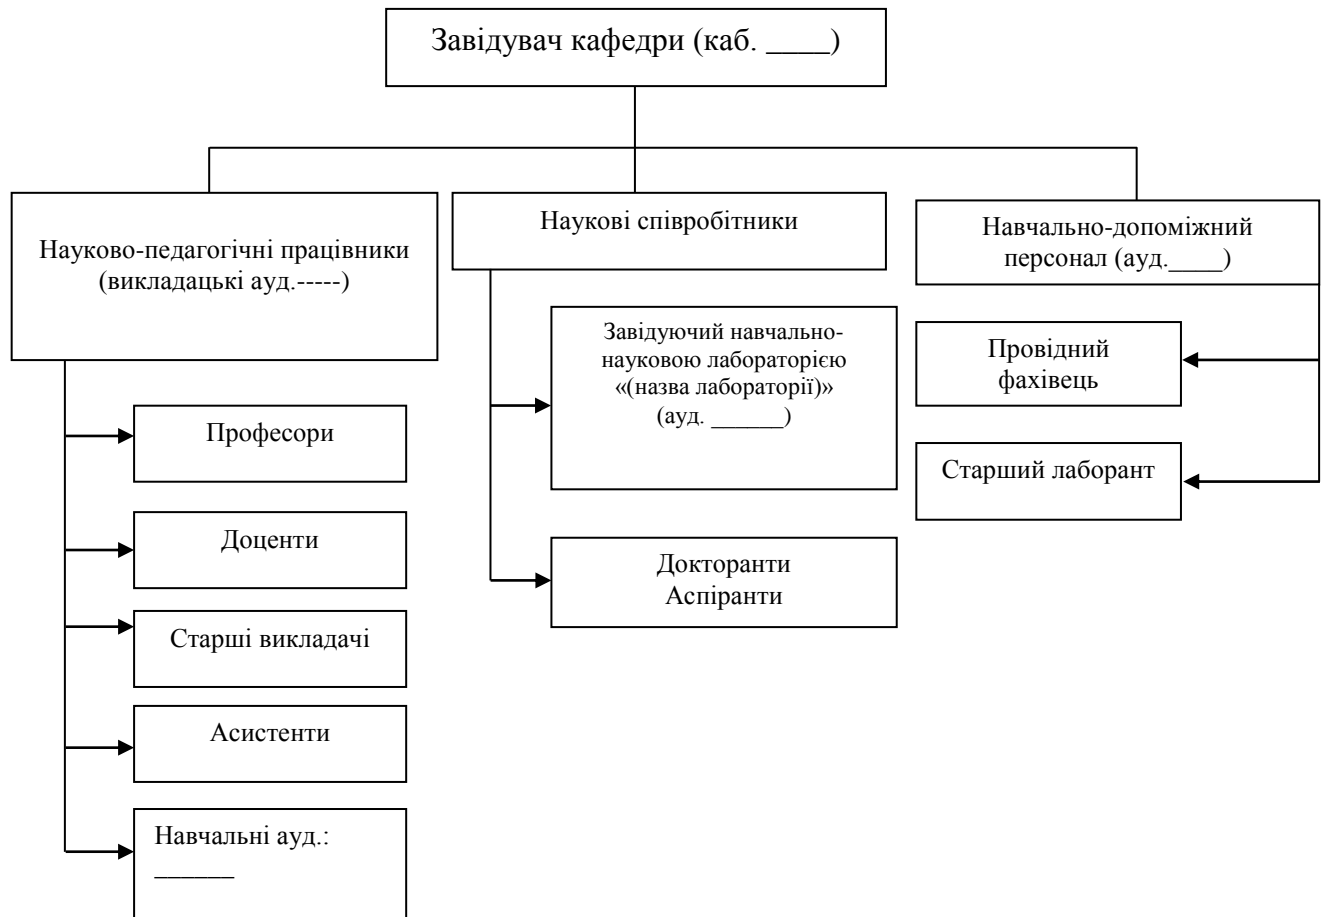 Завідувач кафедри (каб. ____)
Науково-педагогічні працівники
(викладацькі ауд.-----)
Професори
Доценти
Старші викладачі
Асистенти
Навчальні ауд.:
______
Наукові співробітники
Завідуючий навчально-
науковою лабораторією
«(назва лабораторії)»
(ауд. ______)
Докторанти
Аспіранти
Навчально-допоміжний
персонал (ауд.____)
Провідний
фахівець
Старший лаборант